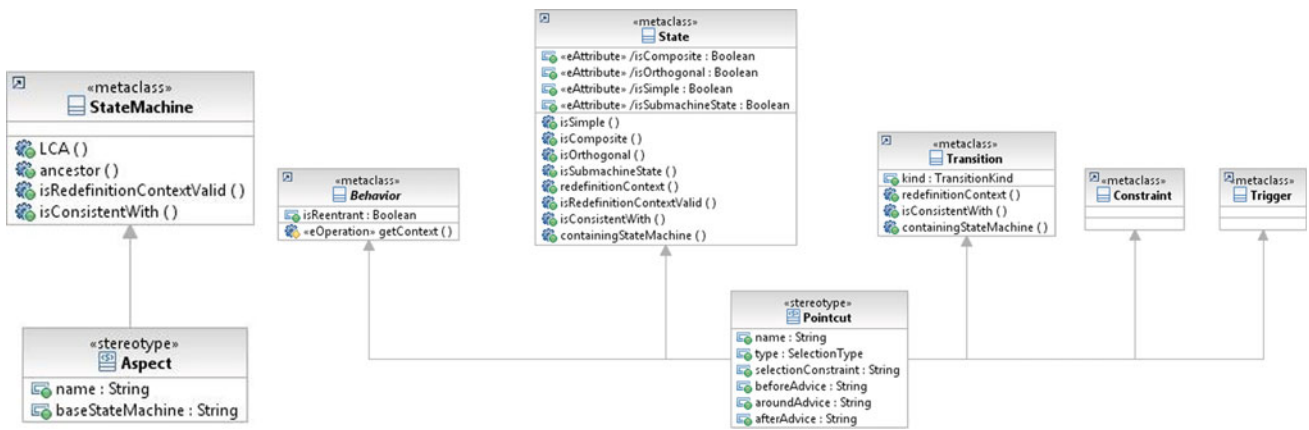 «metaclass»
StateMachine
LCA ( )
ancestor ( )
isRedefinitionContextValid ( )
isConsistentWith ( )
«stereotype»
Aspect
name : String
baseStateMachine : String
«metaclass»
Behavior
isReentrant : Boolean
«eOperation» getContext ( )
«metaclass»
State
«eAttribute» /isComposite : Boolean
«eAttribute» /isOrthogonal : Boolean
«eAttribute» /isSimple : Boolean
«eAttribute» /isSubmachineState : Boolean
isSimple ( )
isComposite ( )
isOrthogonal ( )
isSubmachineState ( )
redefinitionContext ( )
isRedefinitionContextValid ( )
isConsistentWith ( )
containingStateMachine ( )
«metaclass»
Transition
kind : TransitionKind
redefinitionContext ( )
isConsistentWith ( )
containingStateMachine ( )
«metaclass»
Constraint
«metaclass»
Trigger
«stereotype»
Pointcut
name : String
type : SelectionType
selectionConstraint : String
beforeAdvice : String
aroundAdvice : String
afterAdvice : String